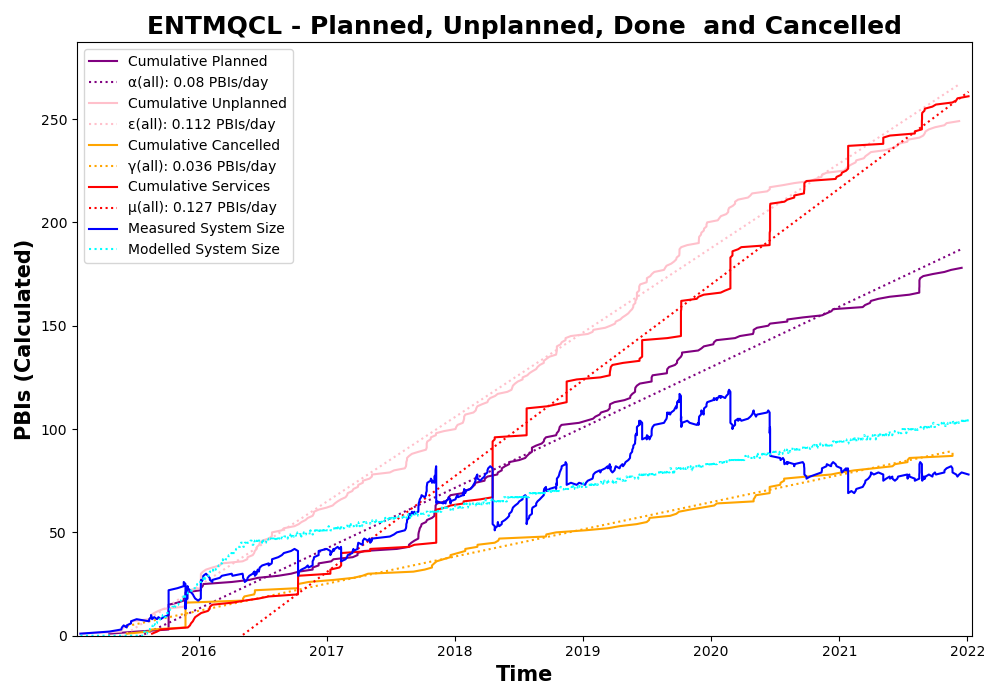 ENTMQCL - Planned, Unplanned, Done  and Cancelled
Cumulative Planned
α(all): 0.08 PBIs/day
Cumulative Unplanned
ε(all): 0.112 PBIs/day
Cumulative Cancelled
γ(all): 0.036 PBIs/day
Cumulative Services
μ(all): 0.127 PBIs/day
Measured System Size
Modelled System Size
PBIs (Calculated)
250
200
150
100
50
0
2016 2017 2018 2019 2020 2021 2022
Time